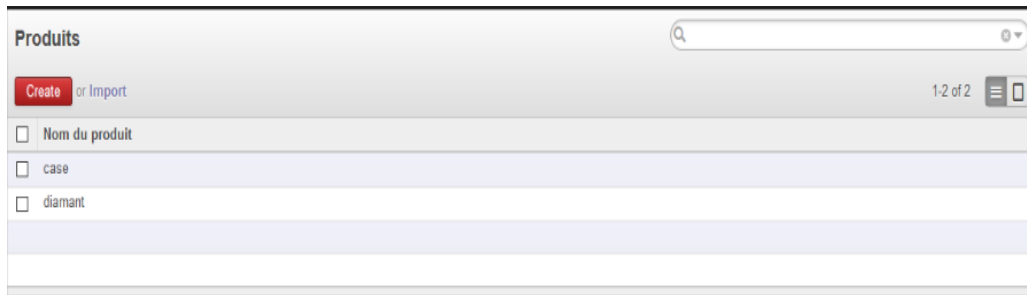 Produits
Create or Import
1-2 of 2
Nom du produit
case
diamant